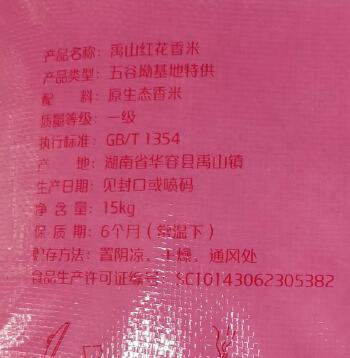 产品名称：禹山红花香米
产品类型：五谷坳基地特供
配　　料：原生态香米
质量等级：一级
执行标准：GB/T 1354
产　　地：湖南省华容县禹山镇
生产日期：见封口或喷码
净 含 量：15kg
保 质 期：6个月（常温下）
贮存方法：置阴凉，干燥，通风处
食品生产许可证编号：SC10143062305382